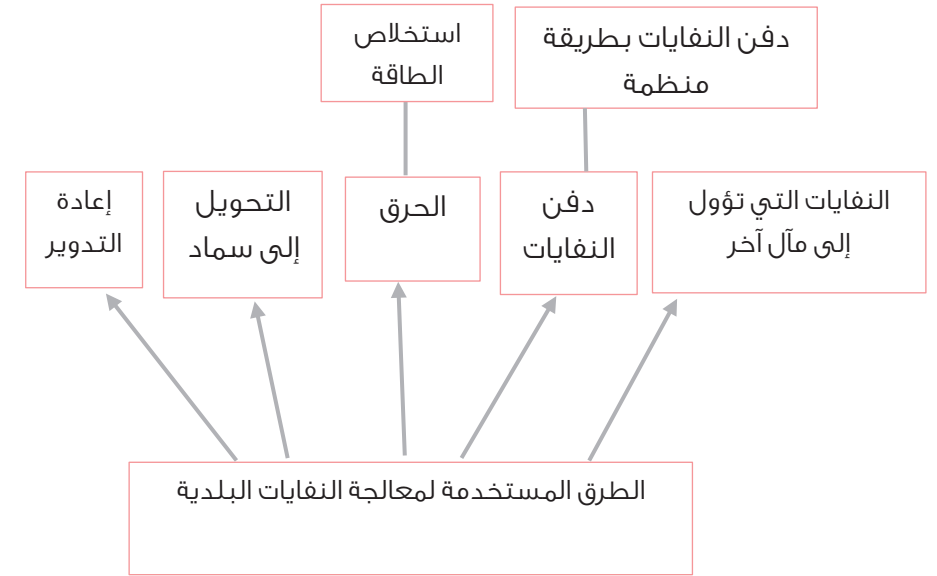 دفن النفايات بطريقة
منظمة
استخلاص
الطاقة
النفايات التي تؤول
إلى مآل آخر
دفن
النفايات
الحرق
التحويل
إلى سماد
إعادة
التدوير
الطرق المستخدمة لمعالجة النفايات البلدية